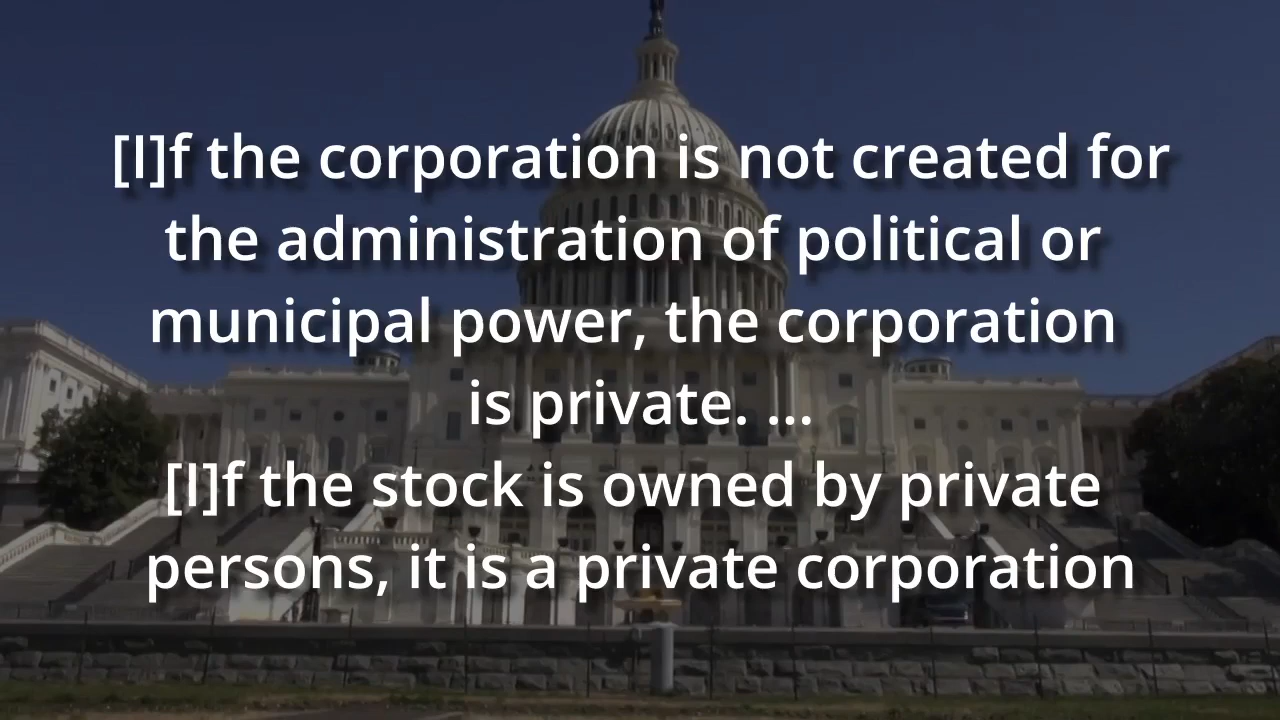 [I]f the corporation is not created for
the administration of political or
municipal power, the corporation
is private. ...
[I]f the stock is owned by private
persons, it is a private corporation